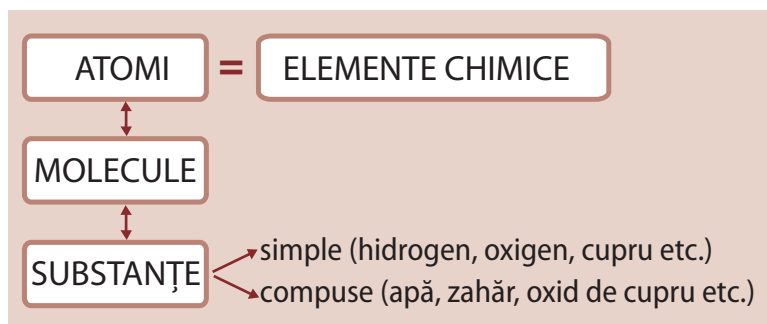 ATOMI = ELEMENTE CHIMICE
MOLECULE
SUBSTANȚE
simple (hidrogen, oxigen, cupru etc.)
compuse (apă, zahăr, oxid de cupru etc.)